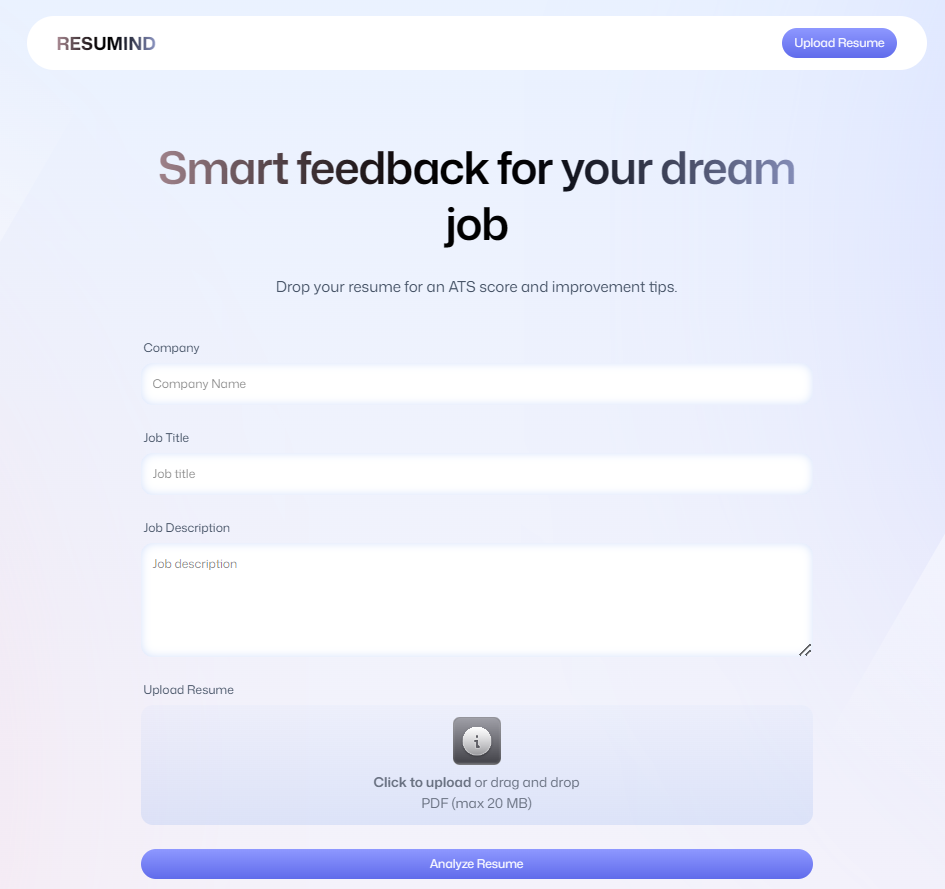 RESUMIND
Upload Resume
Smart feedback for your dream
job
Drop your resume for an ATS score and improvement tips.
Company
Company Name
Job Title
Job title
Job Description
Job description
Upload Resume
i
Click to upload or drag and drop
PDF (max 20 MB)
Analyze Resume